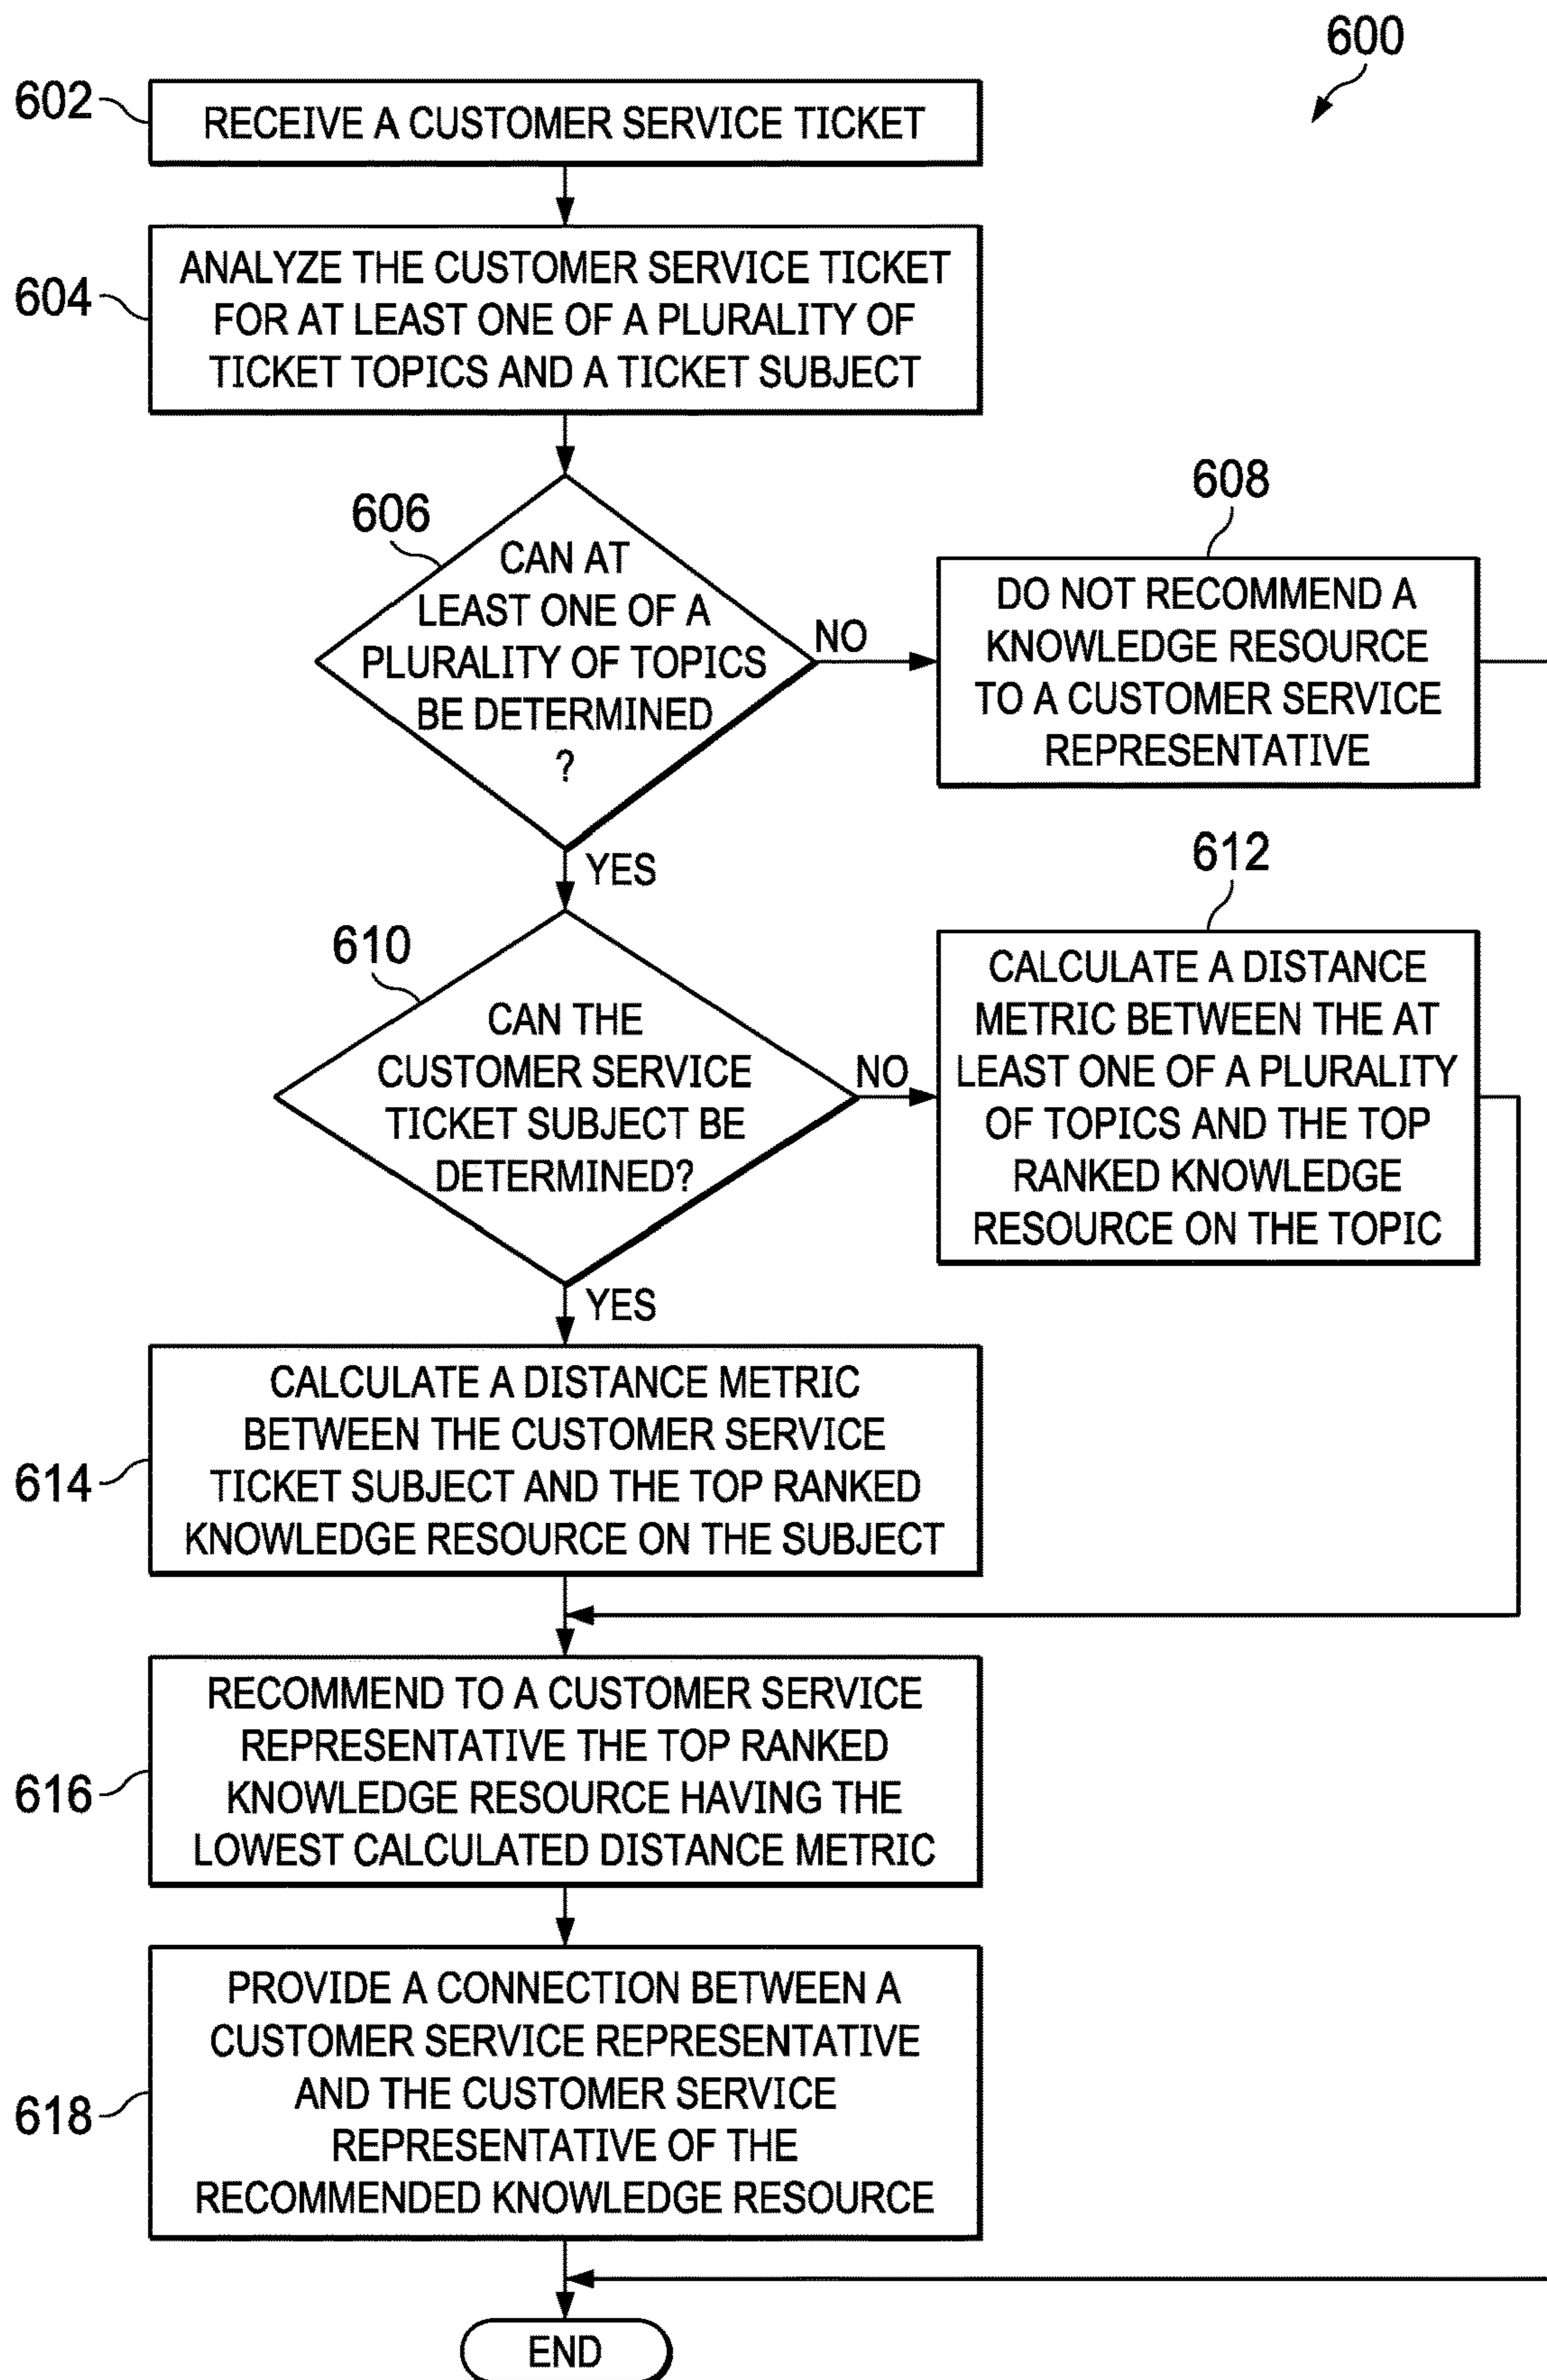 600
602
RECEIVE A CUSTOMER SERVICE TICKET
604
ANALYZE THE CUSTOMER SERVICE TICKET
FOR AT LEAST ONE OF A PLURALITY OF
TICKET TOPICS AND A TICKET SUBJECT
606
CAN AT
LEAST ONE OF A
PLURALITY OF TOPICS
BE DETERMINED
?
NO
YES
608
DO NOT RECOMMEND A
KNOWLEDGE RESOURCE
TO A CUSTOMER SERVICE
REPRESENTATIVE
610
CAN THE
CUSTOMER SERVICE
TICKET SUBJECT BE
DETERMINED?
NO
YES
612
CALCULATE A DISTANCE
METRIC BETWEEN THE AT
LEAST ONE OF A PLURALITY
OF TOPICS AND THE TOP
RANKED KNOWLEDGE
RESOURCE ON THE TOPIC
614
CALCULATE A DISTANCE METRIC
BETWEEN THE CUSTOMER SERVICE
TICKET SUBJECT AND THE TOP RANKED
KNOWLEDGE RESOURCE ON THE SUBJECT
616
RECOMMEND TO A CUSTOMER SERVICE
REPRESENTATIVE THE TOP RANKED
KNOWLEDGE RESOURCE HAVING THE
LOWEST CALCULATED DISTANCE METRIC
618
PROVIDE A CONNECTION BETWEEN A
CUSTOMER SERVICE REPRESENTATIVE
AND THE CUSTOMER SERVICE
REPRESENTATIVE OF THE
RECOMMENDED KNOWLEDGE RESOURCE
END